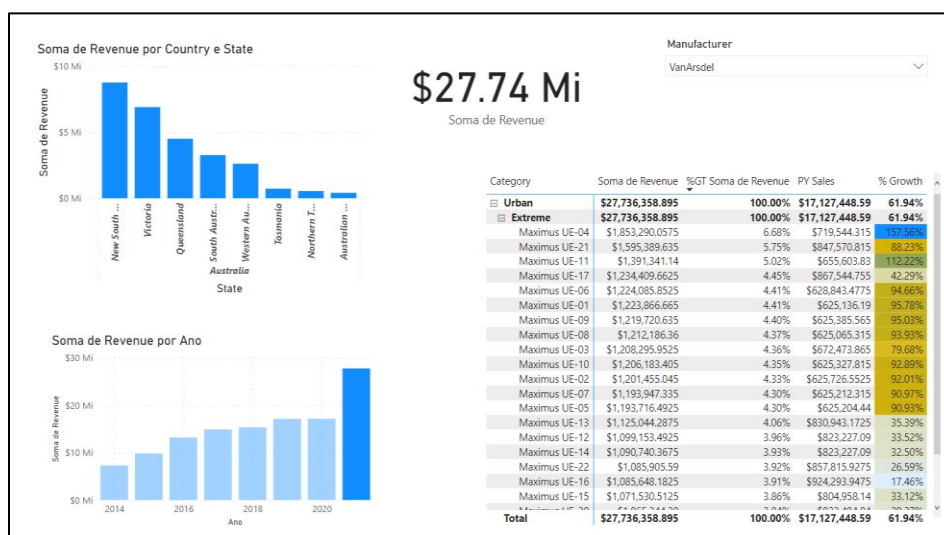 Soma de Revenue por Country e State
$10 Mi
$5 Mi
$0 Mi
Soma de Revenue
New South ...
Victoria
Queensland
South Austr...
Western Au...
Tasmania
Northern T...
Australian ...
Australia
State
$27.74 Mi
Soma de Revenue
Manufacturer
VanArsdel
Soma de Revenue por Ano
$30 Mi
$20 Mi
$10 Mi
$0 Mi
Soma de Revenue
2014 2016 2018 2020
Ano
Category Soma de Revenue %GT Soma de Revenue PY Sales % Growth
Urban $27,736,358.895 100.00% $17,127,448.59 61.94%
Extreme $27,736,358.895 100.00% $17,127,448.59 61.94%
Maximus UE-04 $1,853,290.0575 6.68% $719,544.315 157.56%
Maximus UE-21 $1,595,389.635 5.75% $847,570.815 88.23%
Maximus UE-11 $1,391,341.14 5.02% $655,603.83 112.22%
Maximus UE-17 $1,234,409.6625 4.45% $867,544.755 42.29%
Maximus UE-06 $1,224,085.8525 4.41% $628,843.4775 94.66%
Maximus UE-01 $1,223,866.665 4.41% $625,136.19 95.78%
Maximus UE-09 $1,219,720.635 4.40% $625,385.565 95.03%
Maximus UE-08 $1,212,186.36 4.37% $625,065.315 93.93%
Maximus UE-03 $1,208,295.9525 4.36% $672,473.865 79.68%
Maximus UE-10 $1,206,183.405 4.35% $625,327.815 92.89%
Maximus UE-02 $1,201,455.045 4.33% $625,726.5525 92.01%
Maximus UE-07 $1,193,947.335 4.30% $625,212.315 90.97%
Maximus UE-05 $1,193,716.4925 4.30% $625,204.44 90.93%
Maximus UE-13 $1,125,044.2875 4.06% $830,943.1725 35.39%
Maximus UE-12 $1,099,153.4925 3.96% $823,227.09 33.52%
Maximus UE-14 $1,090,740.3675 3.93% $823,227.09 32.50%
Maximus UE-22 $1,085,905.59 3.92% $857,815.9275 26.59%
Maximus UE-16 $1,085,648.1825 3.91% $924,293.9475 17.46%
Maximus UE-15 $1,071,530.5125 3.86% $804,958.14 33.12%
Total $27,736,358.895 100.00% $17,127,448.59 61.94%